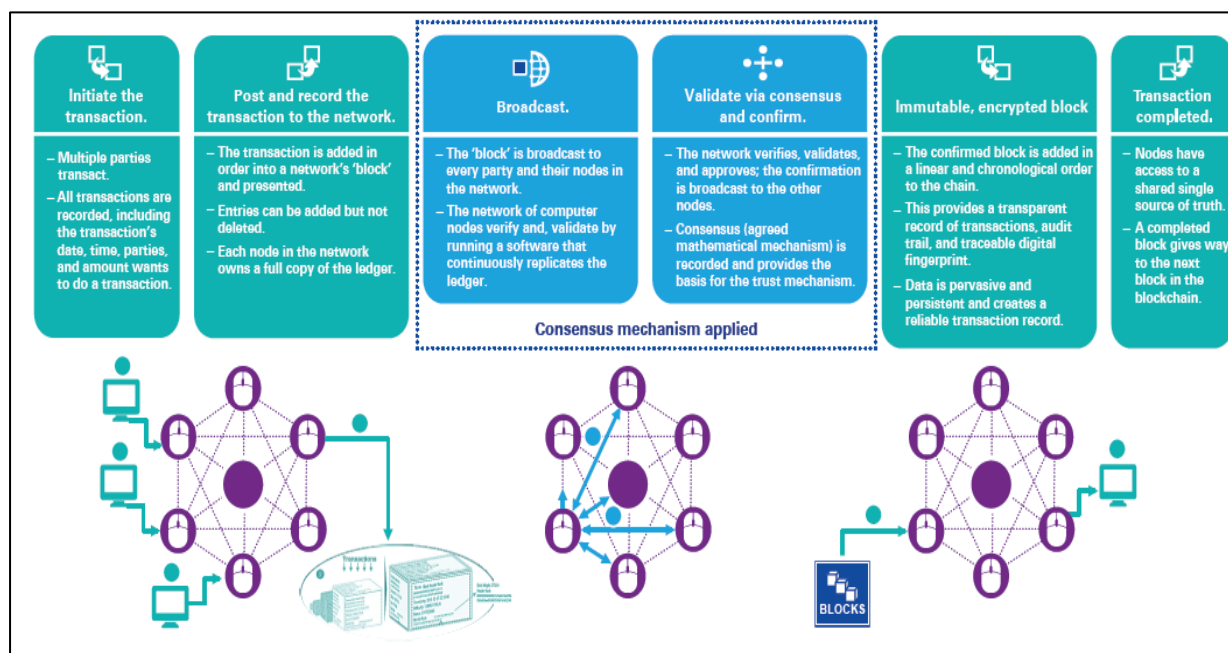 Initiate the
transaction.
– Multiple parties
transact.
– All transactions are
recorded, including
the transaction's
date, time, parties,
and amount wants
to do a transaction.
Post and record the
transaction to the network.
– The transaction is added in
order into a network's 'block'
and presented.
– Entries can be added but not
deleted.
– Each node in the network
owns a full copy of the ledger.
Broadcast.
– The 'block' is broadcast to
every party and their nodes in
the network.
– The network of computer
nodes verify and, validate by
running a software that
continuously replicates the
ledger.
Validate via consensus
and confirm.
– The network verifies, validates,
and approves; the confirmation
is broadcast to the other
nodes.
– Consensus (agreed
mathematical mechanism) is
recorded and provides the
basis for the trust mechanism.
Consensus mechanism applied
Immutable, encrypted block
– The confirmed block is added in
a linear and chronological order
to the chain.
– This provides a transparent
record of transactions, audit
trail, and traceable digital
fingerprint.
– Data is pervasive and
persistent and creates a
reliable transaction record.
Transaction
completed.
– Nodes have
access to a
shared single
source of truth.
– A completed
block gives way
to the next
block in the
blockchain.
Transactions
BLOCKS